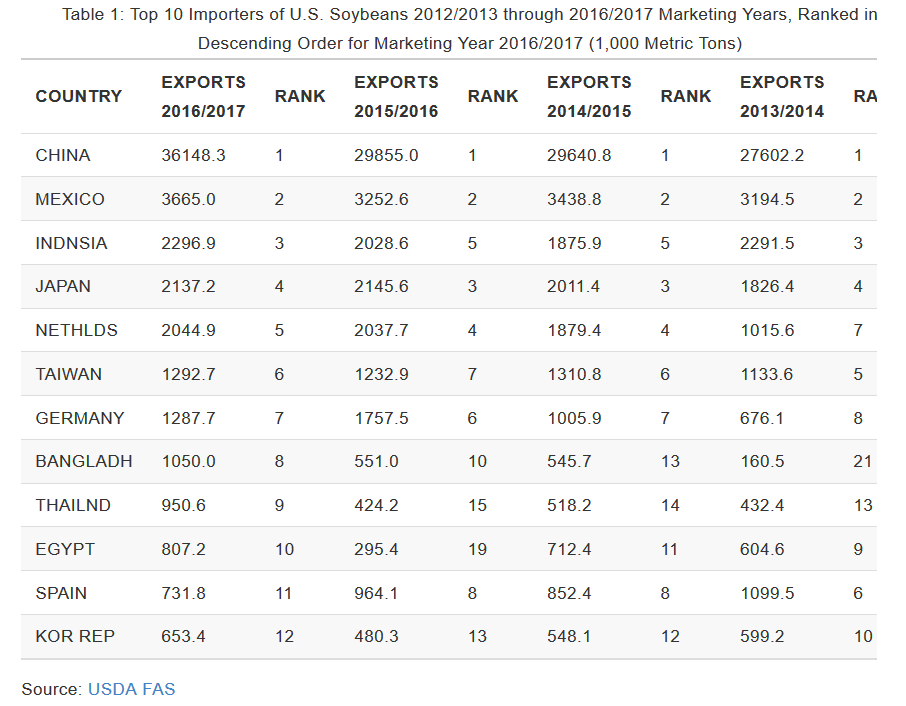 Table 1: Top 10 Importers of U.S. Soybeans 2012/2013 through 2016/2017 Marketing Years, Ranked in
Descending Order for Marketing Year 2016/2017 (1,000 Metric Tons)
COUNTRY EXPORTS 2016/2017 RANK EXPORTS 2015/2016 RANK EXPORTS 2014/2015 RANK EXPORTS 2013/2014 RA
CHINA 36148.3 1 29855.0 1 29640.8 1 27602.2 1
MEXICO 3665.0 2 3252.6 2 3438.8 2 3194.5 2
INDNSIA 2296.9 3 2028.6 5 1875.9 5 2291.5 3
JAPAN 2137.2 4 2145.6 3 2011.4 3 1826.4 4
NETHLDS 2044.9 5 2037.7 4 1879.4 4 1015.6 7
TAIWAN 1292.7 6 1232.9 7 1310.8 6 1133.6 5
GERMANY 1287.7 7 1757.5 6 1005.9 7 676.1 8
BANGLADH 1050.0 8 551.0 10 545.7 13 160.5 21
THAILND 950.6 9 424.2 15 518.2 14 432.4 13
EGYPT 807.2 10 295.4 19 712.4 11 604.6 9
SPAIN 731.8 11 964.1 8 852.4 8 1099.5 6
KOR REP 653.4 12 480.3 13 548.1 12 599.2 10
Source: USDA FAS